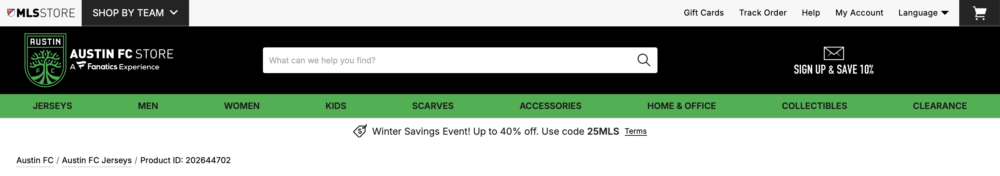 MLS MLSSTORE SHOP BY TEAM Gift Cards Track Order Help My Account Language
AUSTIN
F C
AUSTIN FC STORE
A Fanatics Experience
What can we help you find?
SIGN UP & SAVE 10%
JERSEYS MEN WOMEN KIDS SCARVES ACCESSORIES HOME & OFFICE COLLECTIBLES CLEARANCE
$ Winter Savings Event! Up to 40% off. Use code 25MLS Terms
Austin FC / Austin FC Jerseys / Product ID: 202644702